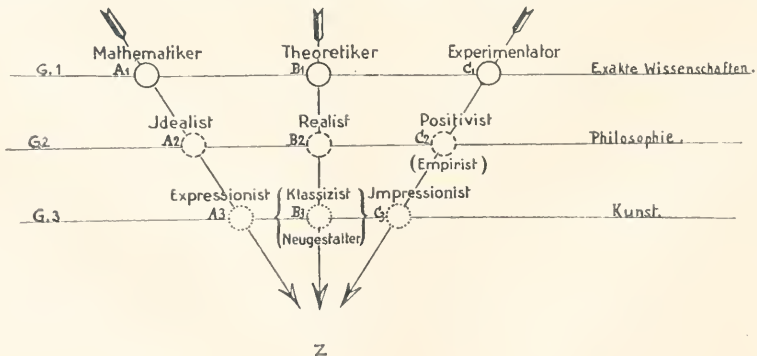 Mathematiker Theoretiker Experimentator
G.1 A1 B1 C1 Exakte Wissenschaften.
Jdealist Realist Positivist
G2 A2 B2 C2 Philosophie.
(Empirist)
Expressionist Klassizist Jmpressionist
G.3 A3 B3 C3 Kunst.
Neugestalter
Z